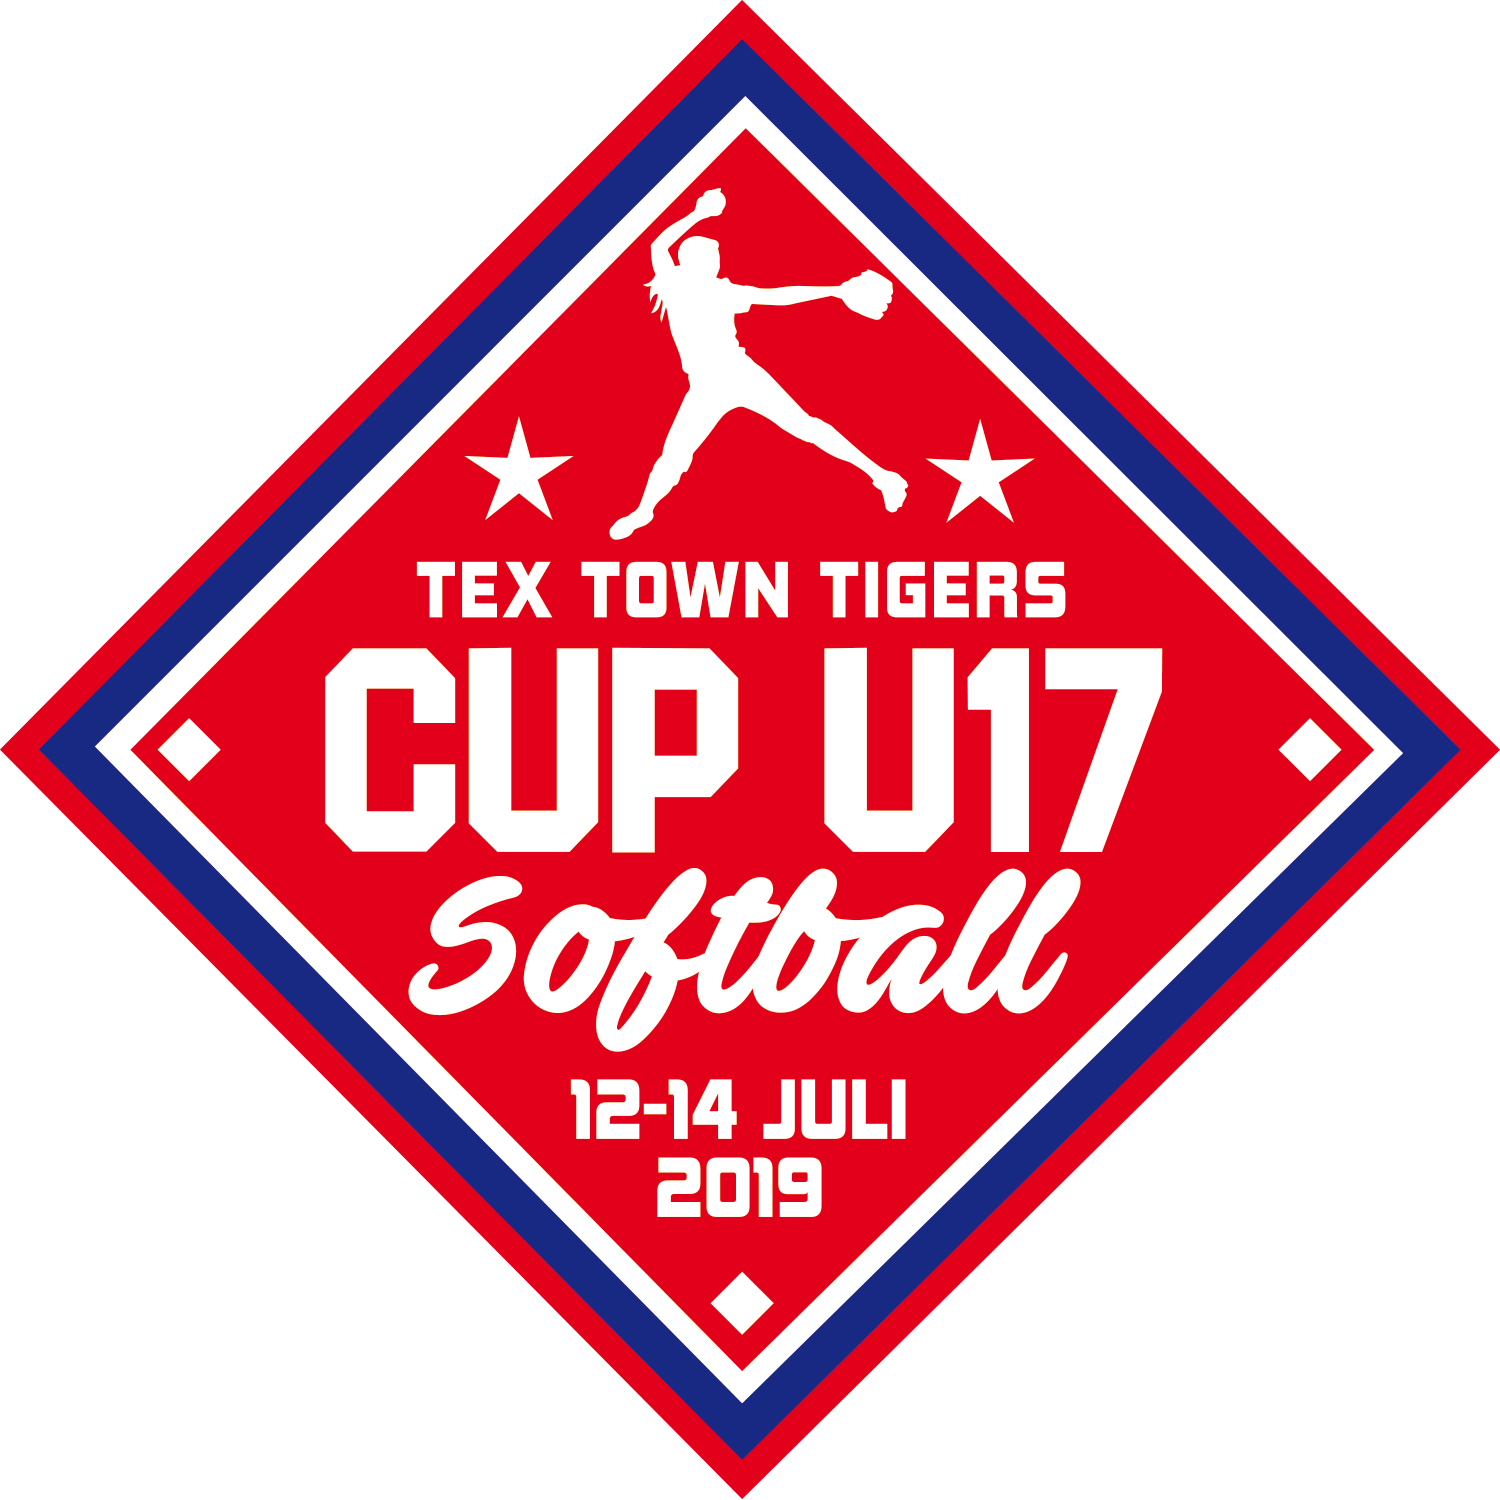 TEX TOWN TIGERS
CUP U17
Softball
12-14 JULI
2019